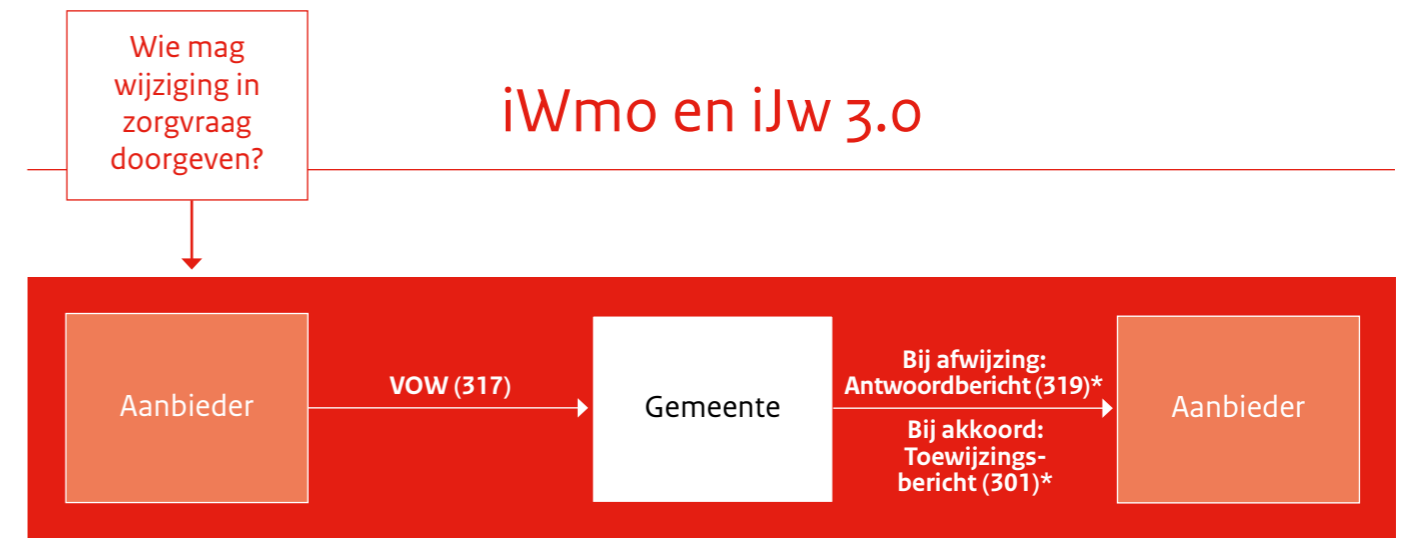 Wie mag
wijziging in
zorgvraag
doorgeven?
iWmo en iJw 3.0
Aanbieder
VOW (317)
Gemeente
Bij afwijzing:
Antwoordbericht (319)*
Bij akkoord:
Toewijzings-
bericht (301)*
Aanbieder